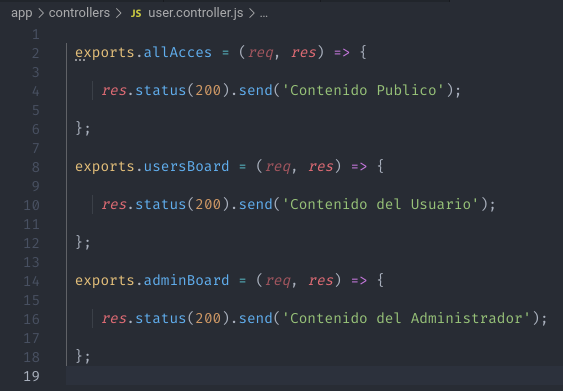 app > controllers > JS user.controller.js > ...
1
2 exports.allAcces = (req, res) => {
3
4 res.status(200).send('Contenido Publico');
5
6 };
7
8 exports.usersBoard = (req, res) => {
9
10 res.status(200).send('Contenido del Usuario');
11
12 };
13
14 exports.adminBoard = (req, res) => {
15
16 res.status(200).send('Contenido del Administrador');
17
18 };
19